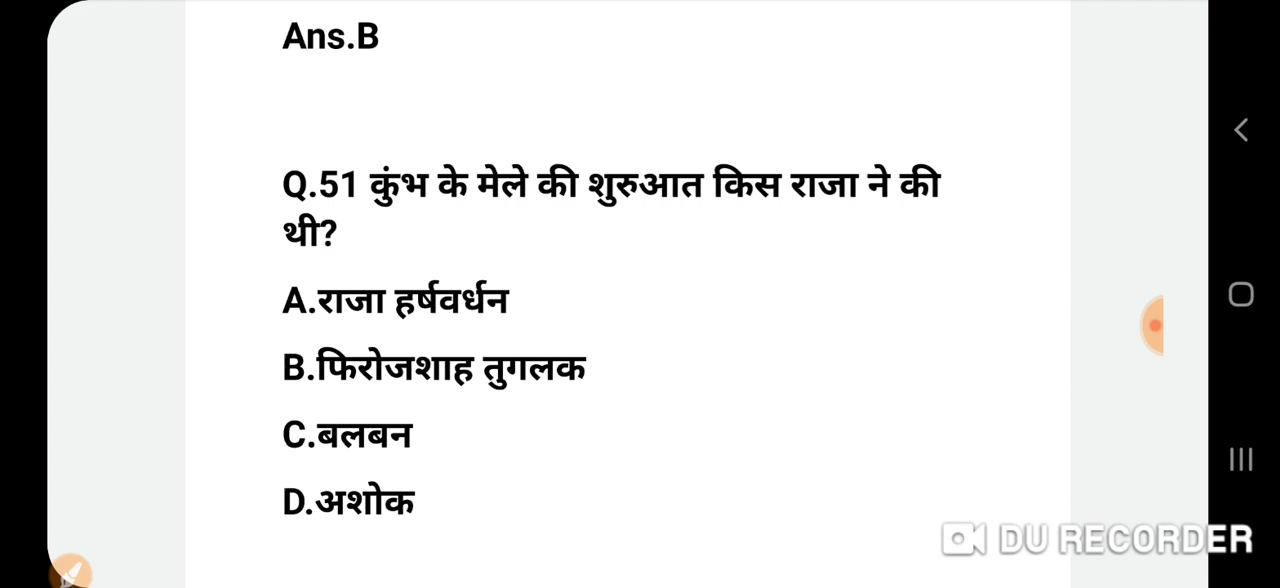 Ans.B
Q.51 कुंभ के मेले की शुरुआत किस राजा ने की
थी?
A.राजा हर्षवर्धन
B.फिरोजशाह तुगलक
C.बलबन
D.अशोक
DU RECORDER